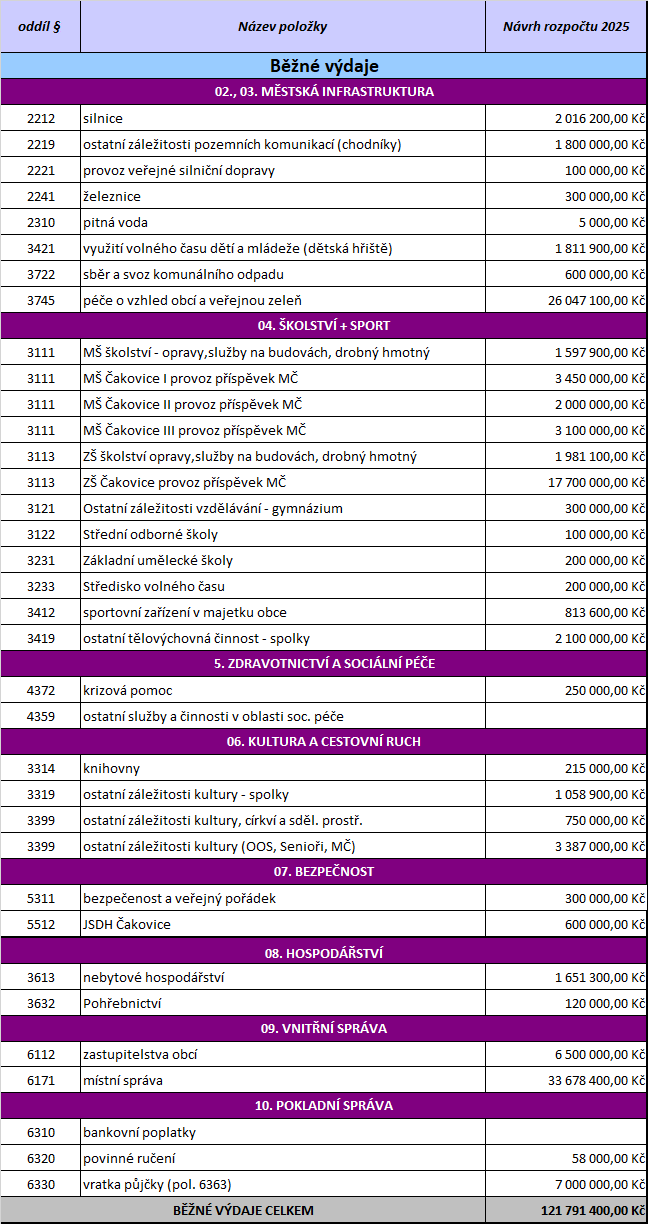 oddíl § Název položky Návrh rozpočtu 2025
Běžné výdaje
02., 03. MĚSTSKÁ INFRASTRUKTURA
2212 silnice 2 016 200,00 Kč
2219 ostatní záležitosti pozemních komunikací (chodníky) 1 800 000,00 Kč
2221 provoz veřejné silniční dopravy 100 000,00 Kč
2241 železnice 300 000,00 Kč
2310 pitná voda 5 000,00 Kč
3421 využití volného času dětí a mládeže (dětská hřiště) 1 811 900,00 Kč
3722 sběr a svoz komunálního odpadu 600 000,00 Kč
3745 péče o vzhled obcí a veřejnou zeleň 26 047 100,00 Kč
04. ŠKOLSTVÍ + SPORT
3111 MŠ školství - opravy,služby na budovách, drobný hmotný 1 597 900,00 Kč
3111 MŠ Čakovice I provoz příspěvek MČ 3 450 000,00 Kč
3111 MŠ Čakovice II provoz příspěvek MČ 2 000 000,00 Kč
3111 MŠ Čakovice III provoz příspěvek MČ 3 100 000,00 Kč
3113 ZŠ školství opravy,služby na budovách, drobný hmotný 1 981 100,00 Kč
3113 ZŠ Čakovice provoz příspěvek MČ 17 700 000,00 Kč
3121 Ostatní záležitosti vzdělávání - gymnázium 300 000,00 Kč
3122 Střední odborné školy 100 000,00 Kč
3231 Základní umělecké školy 200 000,00 Kč
3233 Středisko volného času 200 000,00 Kč
3412 sportovní zařízení v majetku obce 813 600,00 Kč
3419 ostatní tělovýchovná činnost - spolky 2 100 000,00 Kč
5. ZDRAVOTNICTVÍ A SOCIÁLNÍ PÉČE
4372 krizová pomoc 250 000,00 Kč
4359 ostatní služby a činnosti v oblasti soc. péče
06. KULTURA A CESTOVNÍ RUCH
3314 knihovny 215 000,00 Kč
3319 ostatní záležitosti kultury - spolky 1 058 900,00 Kč
3399 ostatní záležitosti kultury, církví a sděl. prostř. 750 000,00 Kč
3399 ostatní záležitosti kultury (OOS, Senioři, MČ) 3 387 000,00 Kč
07. BEZPEČNOST
5311 bezpečenost a veřejný pořádek 300 000,00 Kč
5512 JSDH Čakovice 600 000,00 Kč
08. HOSPODÁŘSTVÍ
3613 nebytové hospodářství 1 651 300,00 Kč
3632 Pohřebnictví 120 000,00 Kč
09. VNITŘNÍ SPRÁVA
6112 zastupitelstva obcí 6 500 000,00 Kč
6171 místní správa 33 678 400,00 Kč
10. POKLADNÍ SPRÁVA
6310 bankovní poplatky
6320 povinné ručení 58 000,00 Kč
6330 vratka půjčky (pol. 6363) 7 000 000,00 Kč
BĚŽNÉ VÝDAJE CELKEM 121 791 400,00 Kč